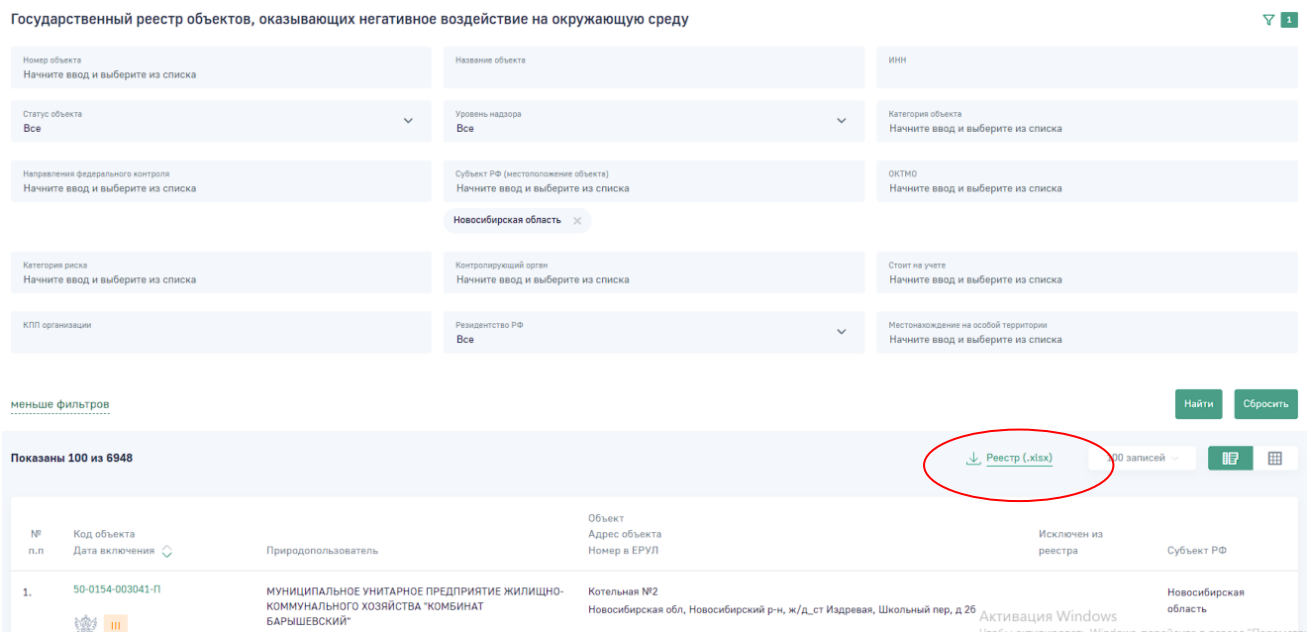 Государственный реестр объектов, оказывающих негативное воздействие на окружающую среду
1
Номер объекта
Начните ввод и выберите из списка
Название объекта
ИНН
Статус объекта
Все
Уровень надзора
Все
Категория объекта
Начните ввод и выберите из списка
Направления федерального контроля
Начните ввод и выберите из списка
Субъект РФ (местоположение объекта)
Начните ввод и выберите из списка
Новосибирская область
ОКТМО
Начните ввод и выберите из списка
Категория риска
Начните ввод и выберите из списка
Контролирующий орган
Начните ввод и выберите из списка
Стоит на учете
Начните ввод и выберите из списка
КПП организации
Резидентство РФ
Все
Местонахождение на особой территории
Начните ввод и выберите из списка
меньше фильтров
Найти
Сбросить
Показаны 100 из 6948
Реестр (.xlsx)
100 записей
№
п.п
Код объекта
Дата включения
Природопользователь
Объект
Адрес объекта
Номер в ЕРУЛ
Исключен из
реестра
Субъект РФ
1.
50-0154-003041-П
III
МУНИЦИПАЛЬНОЕ УНИТАРНОЕ ПРЕДПРИЯТИЕ ЖИЛИЩНО-
КОММУНАЛЬНОГО ХОЗЯЙСТВА "КОМБИНАТ
БАРЫШЕВСКИЙ"
Котельная №2
Новосибирская обл, Новосибирский р-н, ж/д_ст Издревая, Школьный пер, д 26
Новосибирская
область
Активация Windows